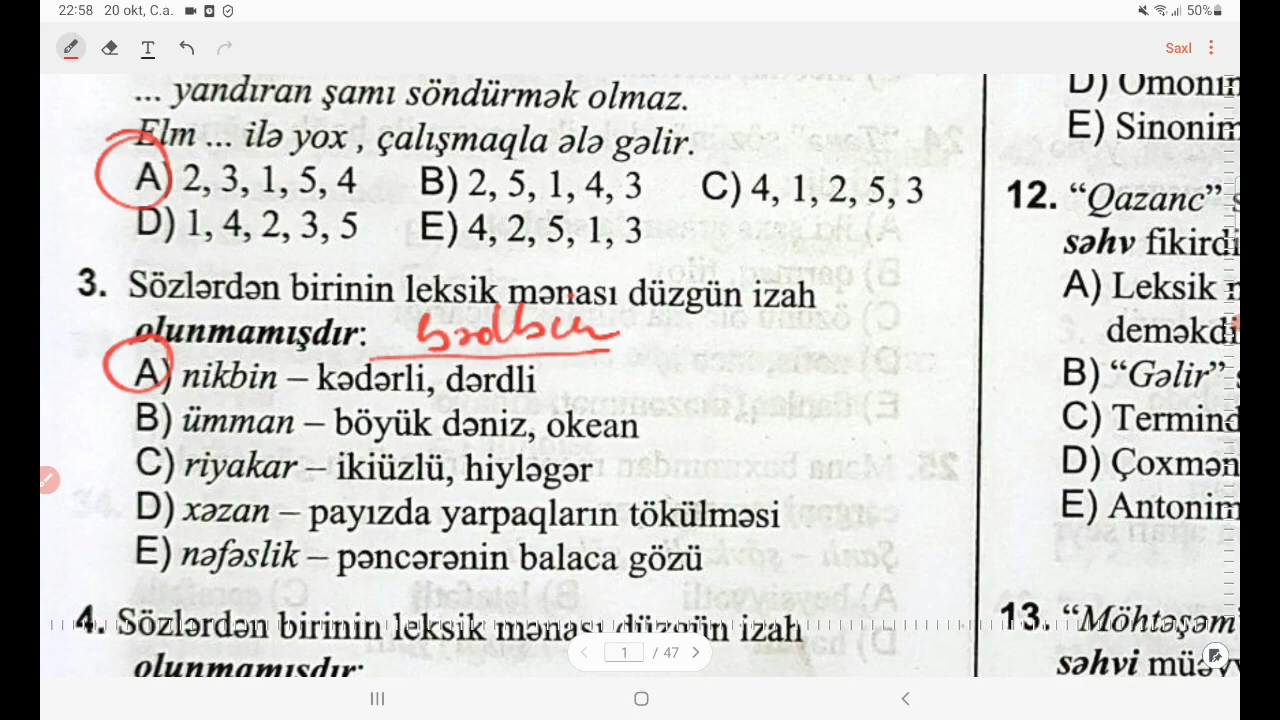 22:58 20 okt, C.a. 50%
T Saxl
... yandıran şamı söndürmək olmaz.
Elm ... ilə yox , çalışmaqla ələ gəlir.
A) 2, 3, 1, 5, 4 B) 2, 5, 1, 4, 3 C) 4, 1, 2, 5, 3
D) 1, 4, 2, 3, 5 E) 4, 2, 5, 1, 3
3. Sözlərdən birinin leksik mənası düzgün izah
olunmamışdır: bədbin
A) nikbin – kədərli, dərdli
B) ümman – böyük dəniz, okean
C) riyakar – ikiüzlü, hiyləgər
D) xəzan – payızda yarpaqların tökülməsi
E) nəfəslik – pəncərənin balaca gözü
4. Sözlərdən birinin leksik mənası düzgün izah
olunmamışdır:
D) Omonim
E) Sinonim
12. “Qazanc” s
səhv fikirdi
A) Leksik
deməkdi
B) “Gəlir” s
C) Termind
D) Çoxmən
E) Antonim
13. “Möhtəşəm”
səhvi müəyy
1 / 47